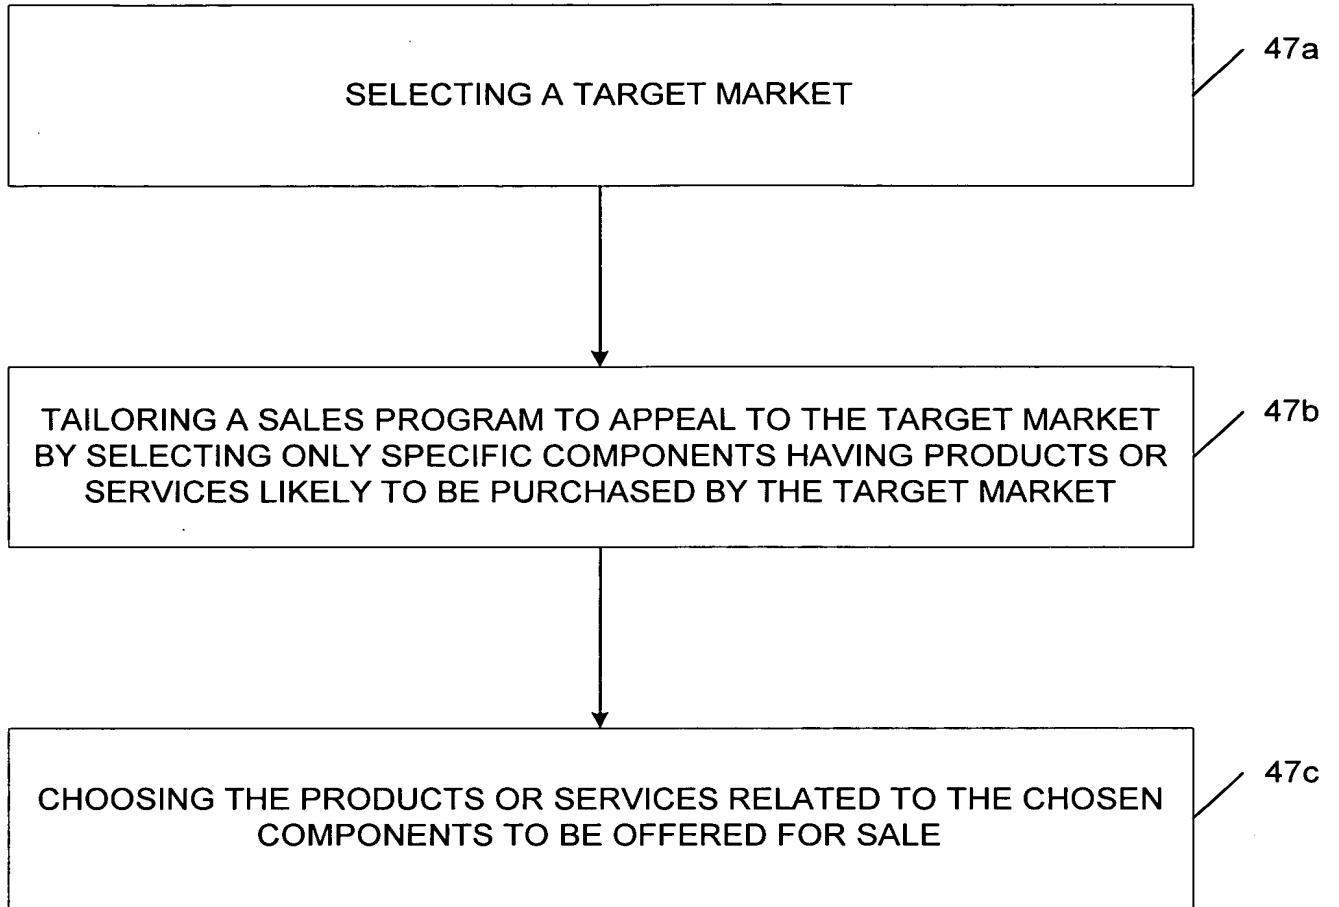 SELECTING A TARGET MARKET
47a
TAILORING A SALES PROGRAM TO APPEAL TO THE TARGET MARKET
BY SELECTING ONLY SPECIFIC COMPONENTS HAVING PRODUCTS OR
SERVICES LIKELY TO BE PURCHASED BY THE TARGET MARKET
47b
CHOOSING THE PRODUCTS OR SERVICES RELATED TO THE CHOSEN
COMPONENTS TO BE OFFERED FOR SALE
47c